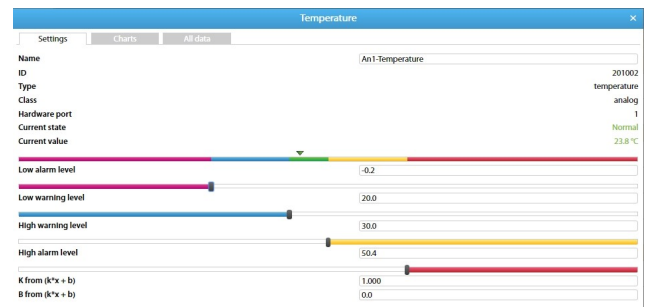 Temperature ×
Settings Charts All data
Name An1-Temperature
ID 201002
Type temperature
Class analog
Hardware port 1
Current state Normal
Current value 23.8 °C
Low alarm level -0.2
Low warning level 20.0
High warning level 30.0
High alarm level 50.4
K from (k*x + b) 1.000
B from (k*x + b) 0.0